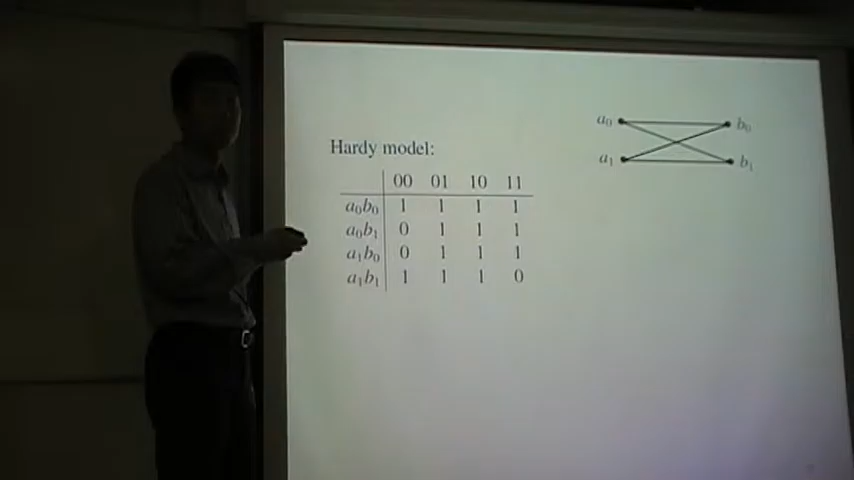 a₀ b₀
Hardy model:
a₁ b₁
00 01 10 11
a₀b₀ 1 1 1 1
a₀b₁ 0 1 1 1
a₁b₀ 0 1 1 1
a₁b₁ 1 1 1 0